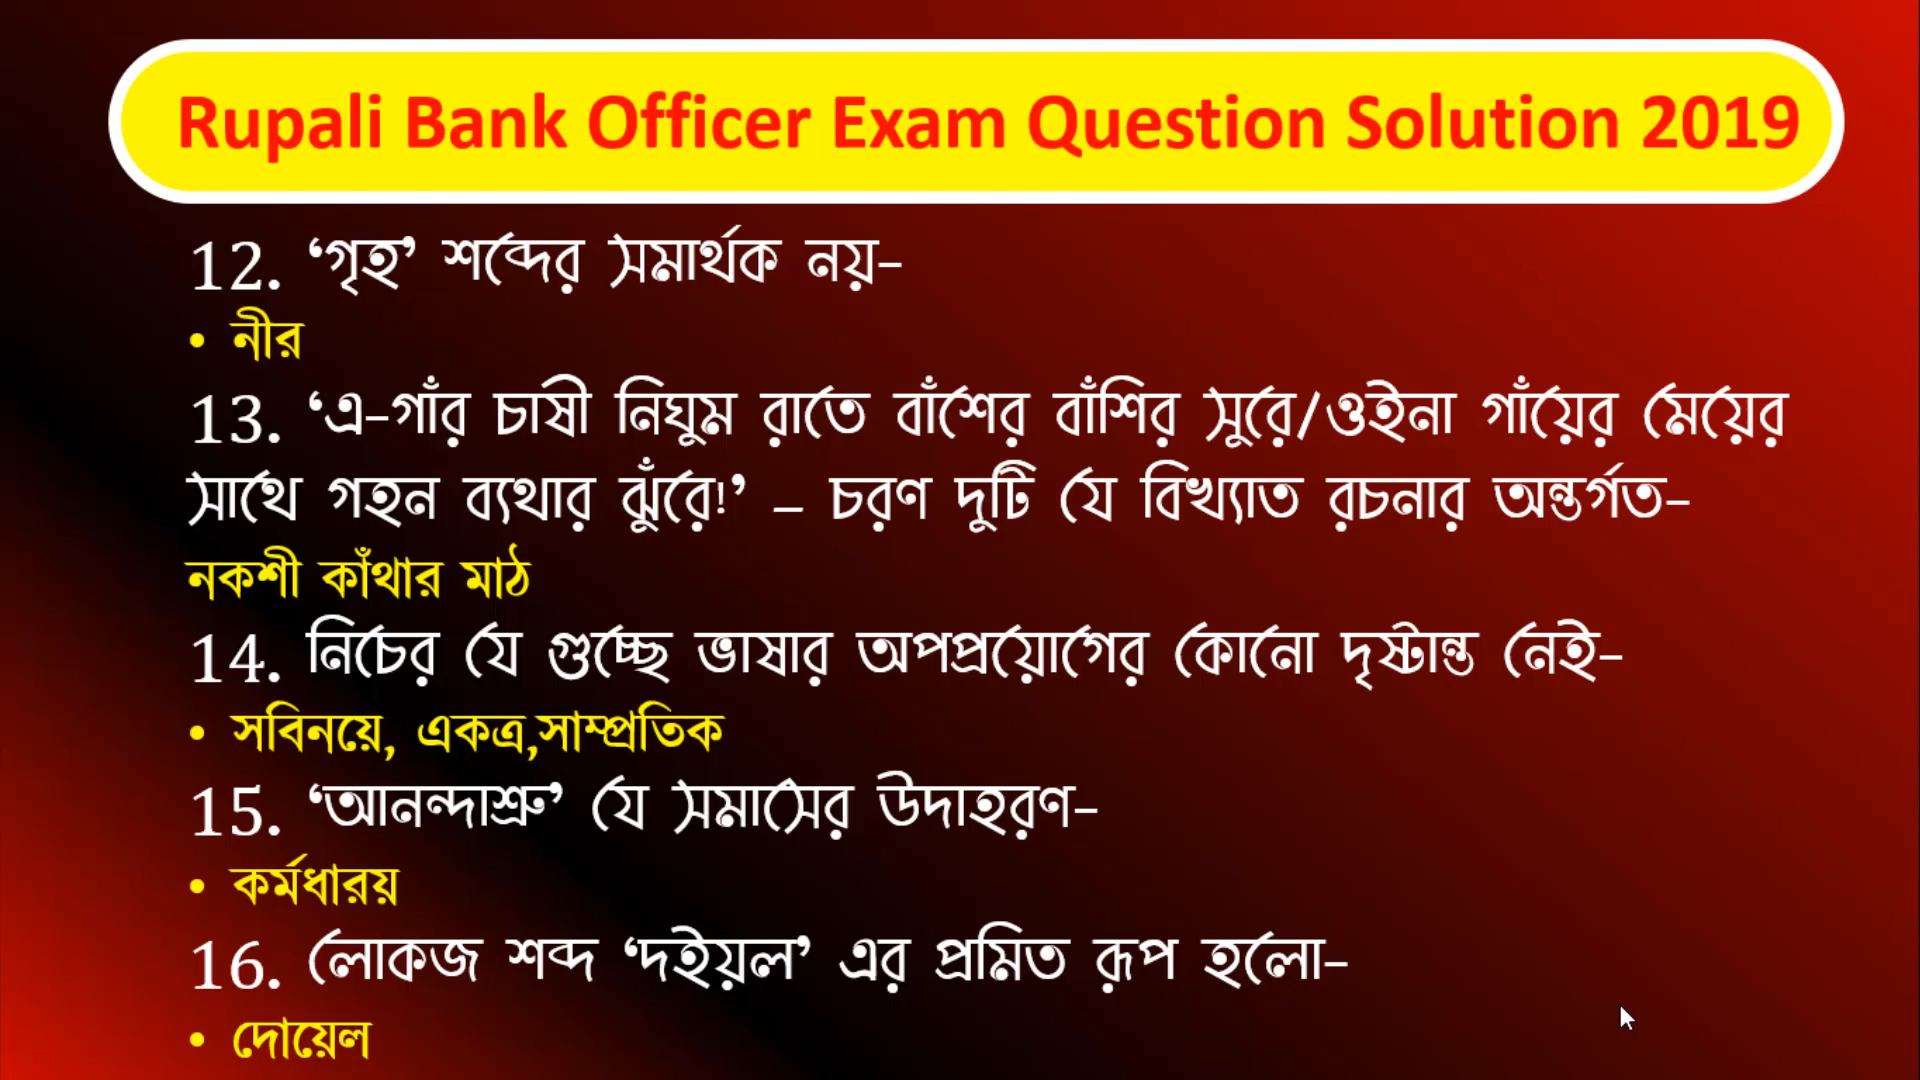 Rupali Bank Officer Exam Question Solution 2019
12. ‘গৃহ’ শব্দের সমার্থক নয়–
• নীর
13. ‘এ–গাঁর চাষী নিঘুম রাতে বাঁশের বাঁশির সুরে/ওইনা গাঁয়ের মেয়ের
সাথে গহন ব্যথার ঝুঁরে!’ – চরণ দুটি যে বিখ্যাত রচনার অন্তর্গত–
নকশী কাঁথার মাঠ
14. নিচের যে গুচ্ছে ভাষার অপপ্রয়োগের কোনো দৃষ্টান্ত নেই–
• সবিনয়ে, একত্র,সাম্প্রতিক
15. ‘আনন্দাশ্রু’ যে সমাসের উদাহরণ–
• কর্মধারয়
16. লোকজ শব্দ ‘দইয়ল’ এর প্রমিত রূপ হলো–
• দোয়েল